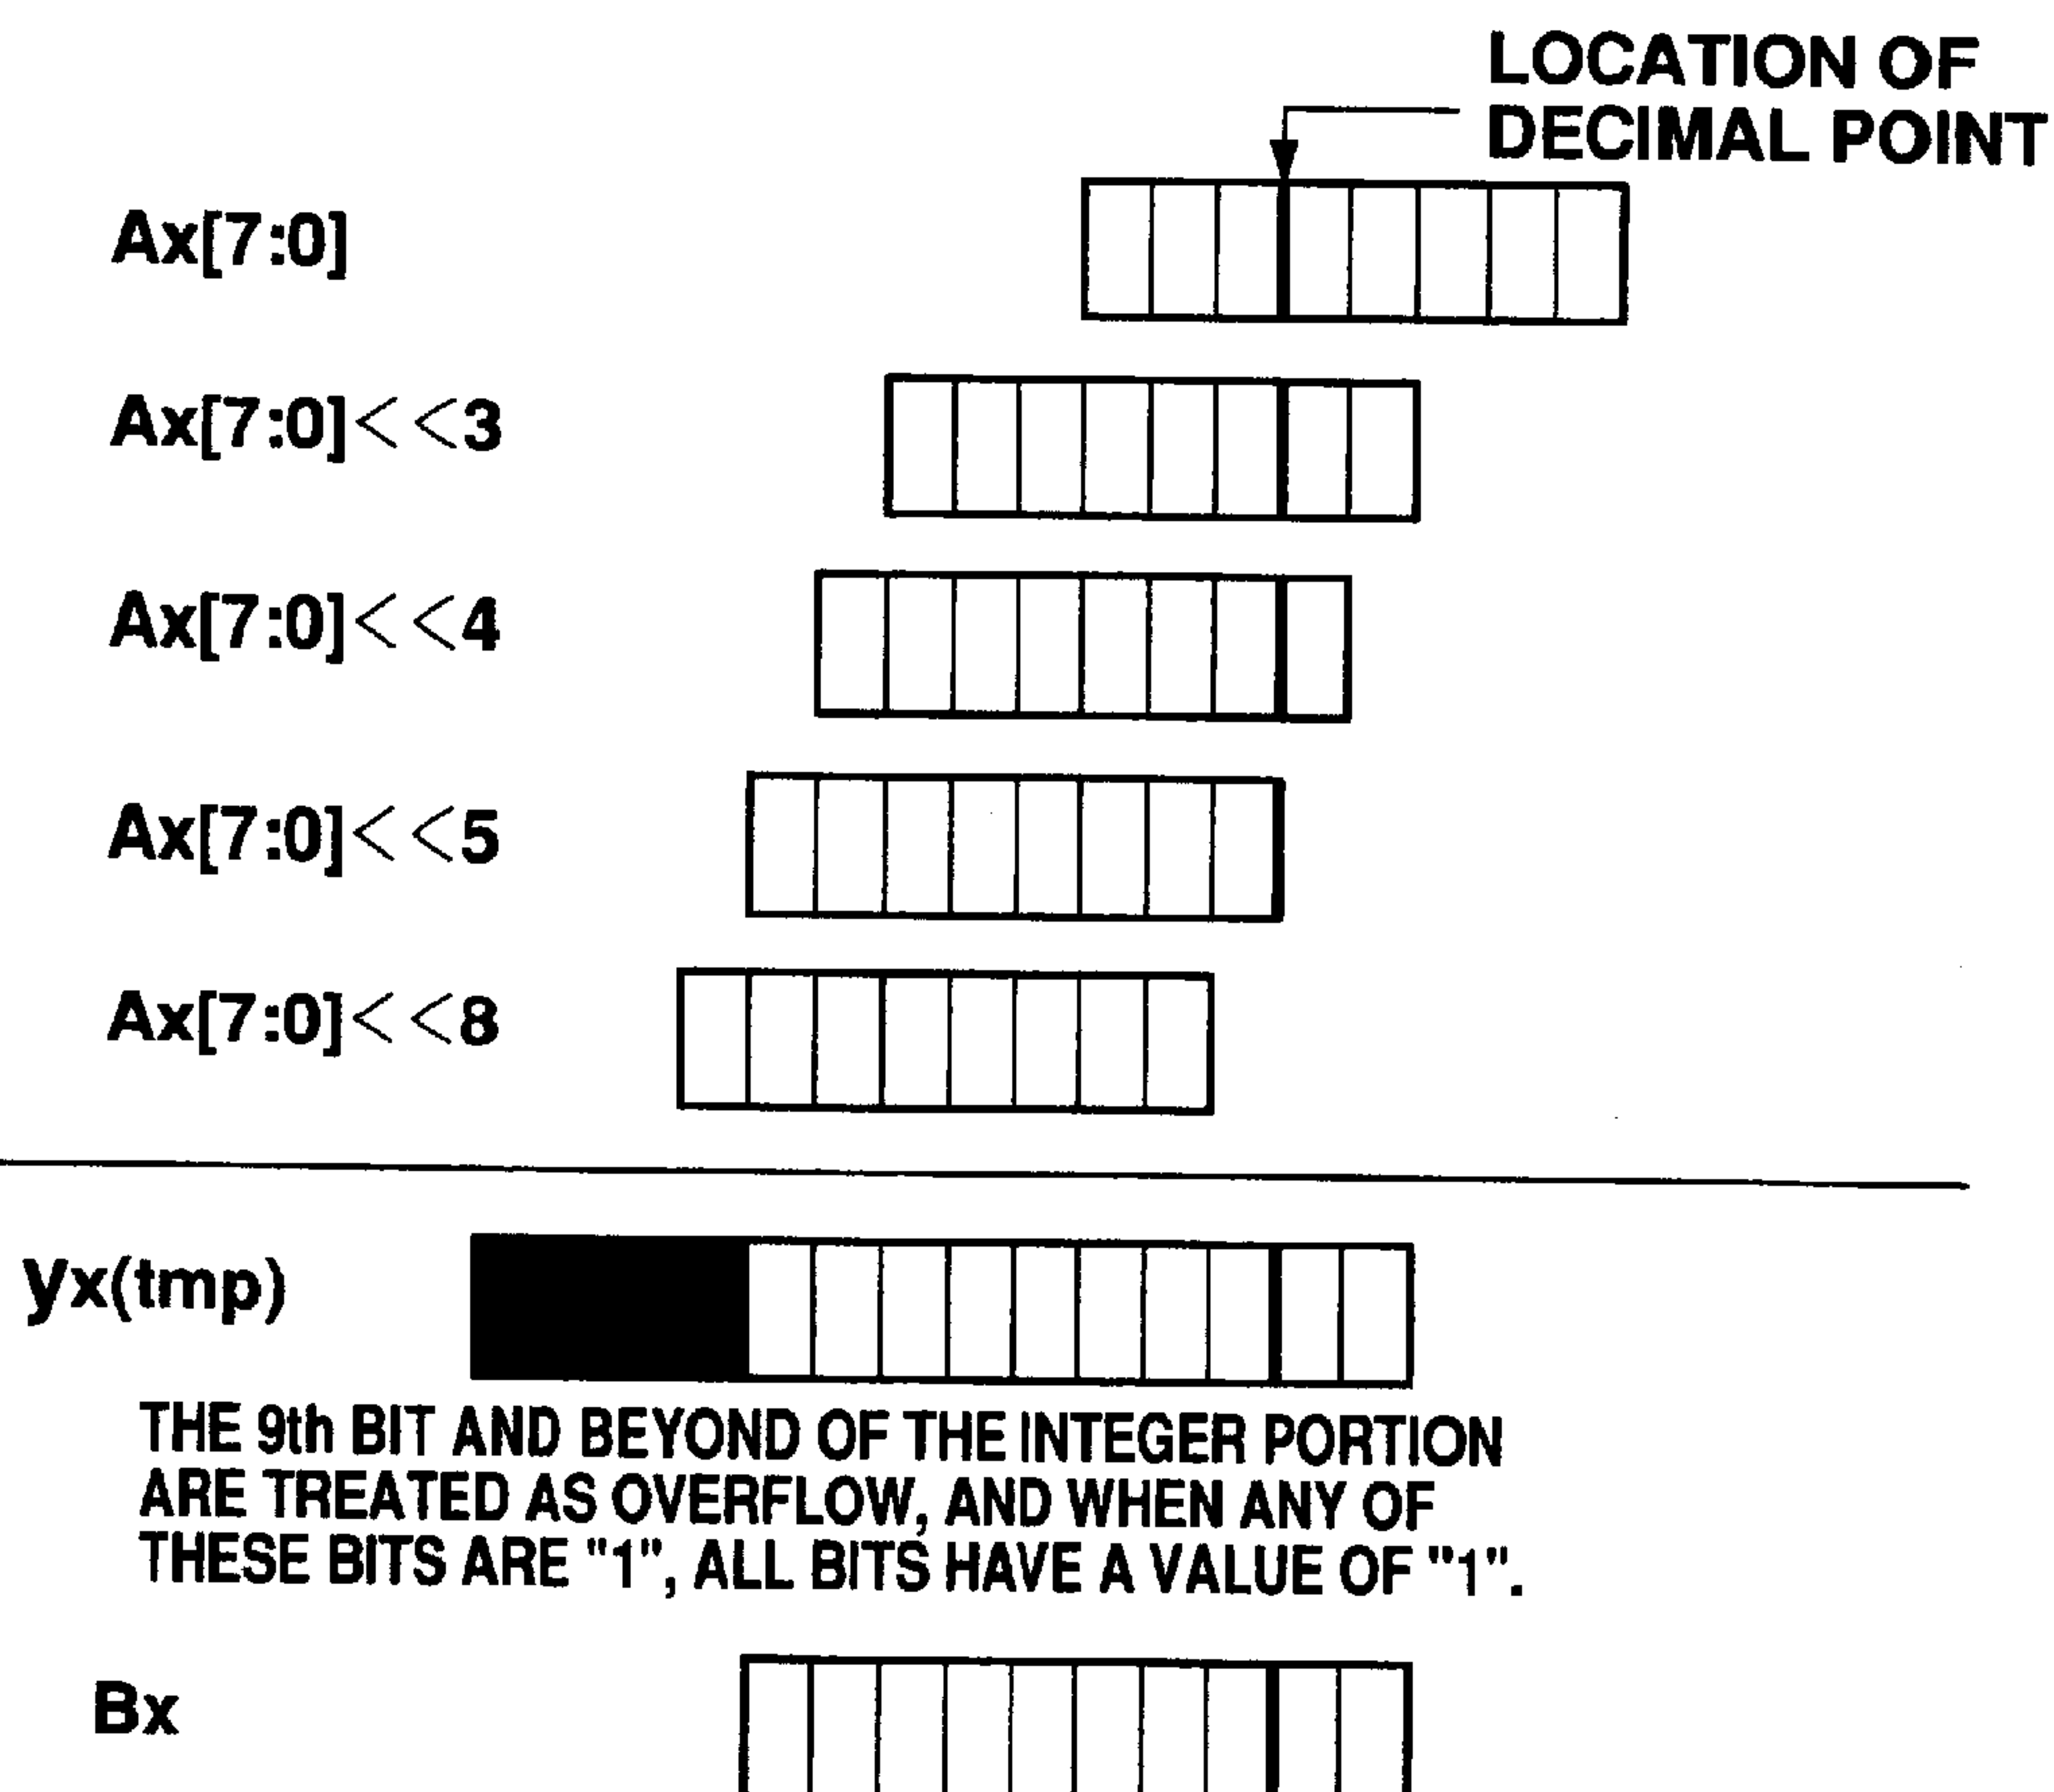 LOCATION OF
DECIMAL POINT
Ax[7:0]
Ax[7:0]<<3
Ax[7:0]<<4
Ax[7:0]<<5
Ax[7:0]<<8
yx(tmp)
THE 9th BIT AND BEYOND OF THE INTEGER PORTION
ARE TREATED AS OVERFLOW, AND WHEN ANY OF
THESE BITS ARE "1", ALL BITS HAVE A VALUE OF "1".
Bx